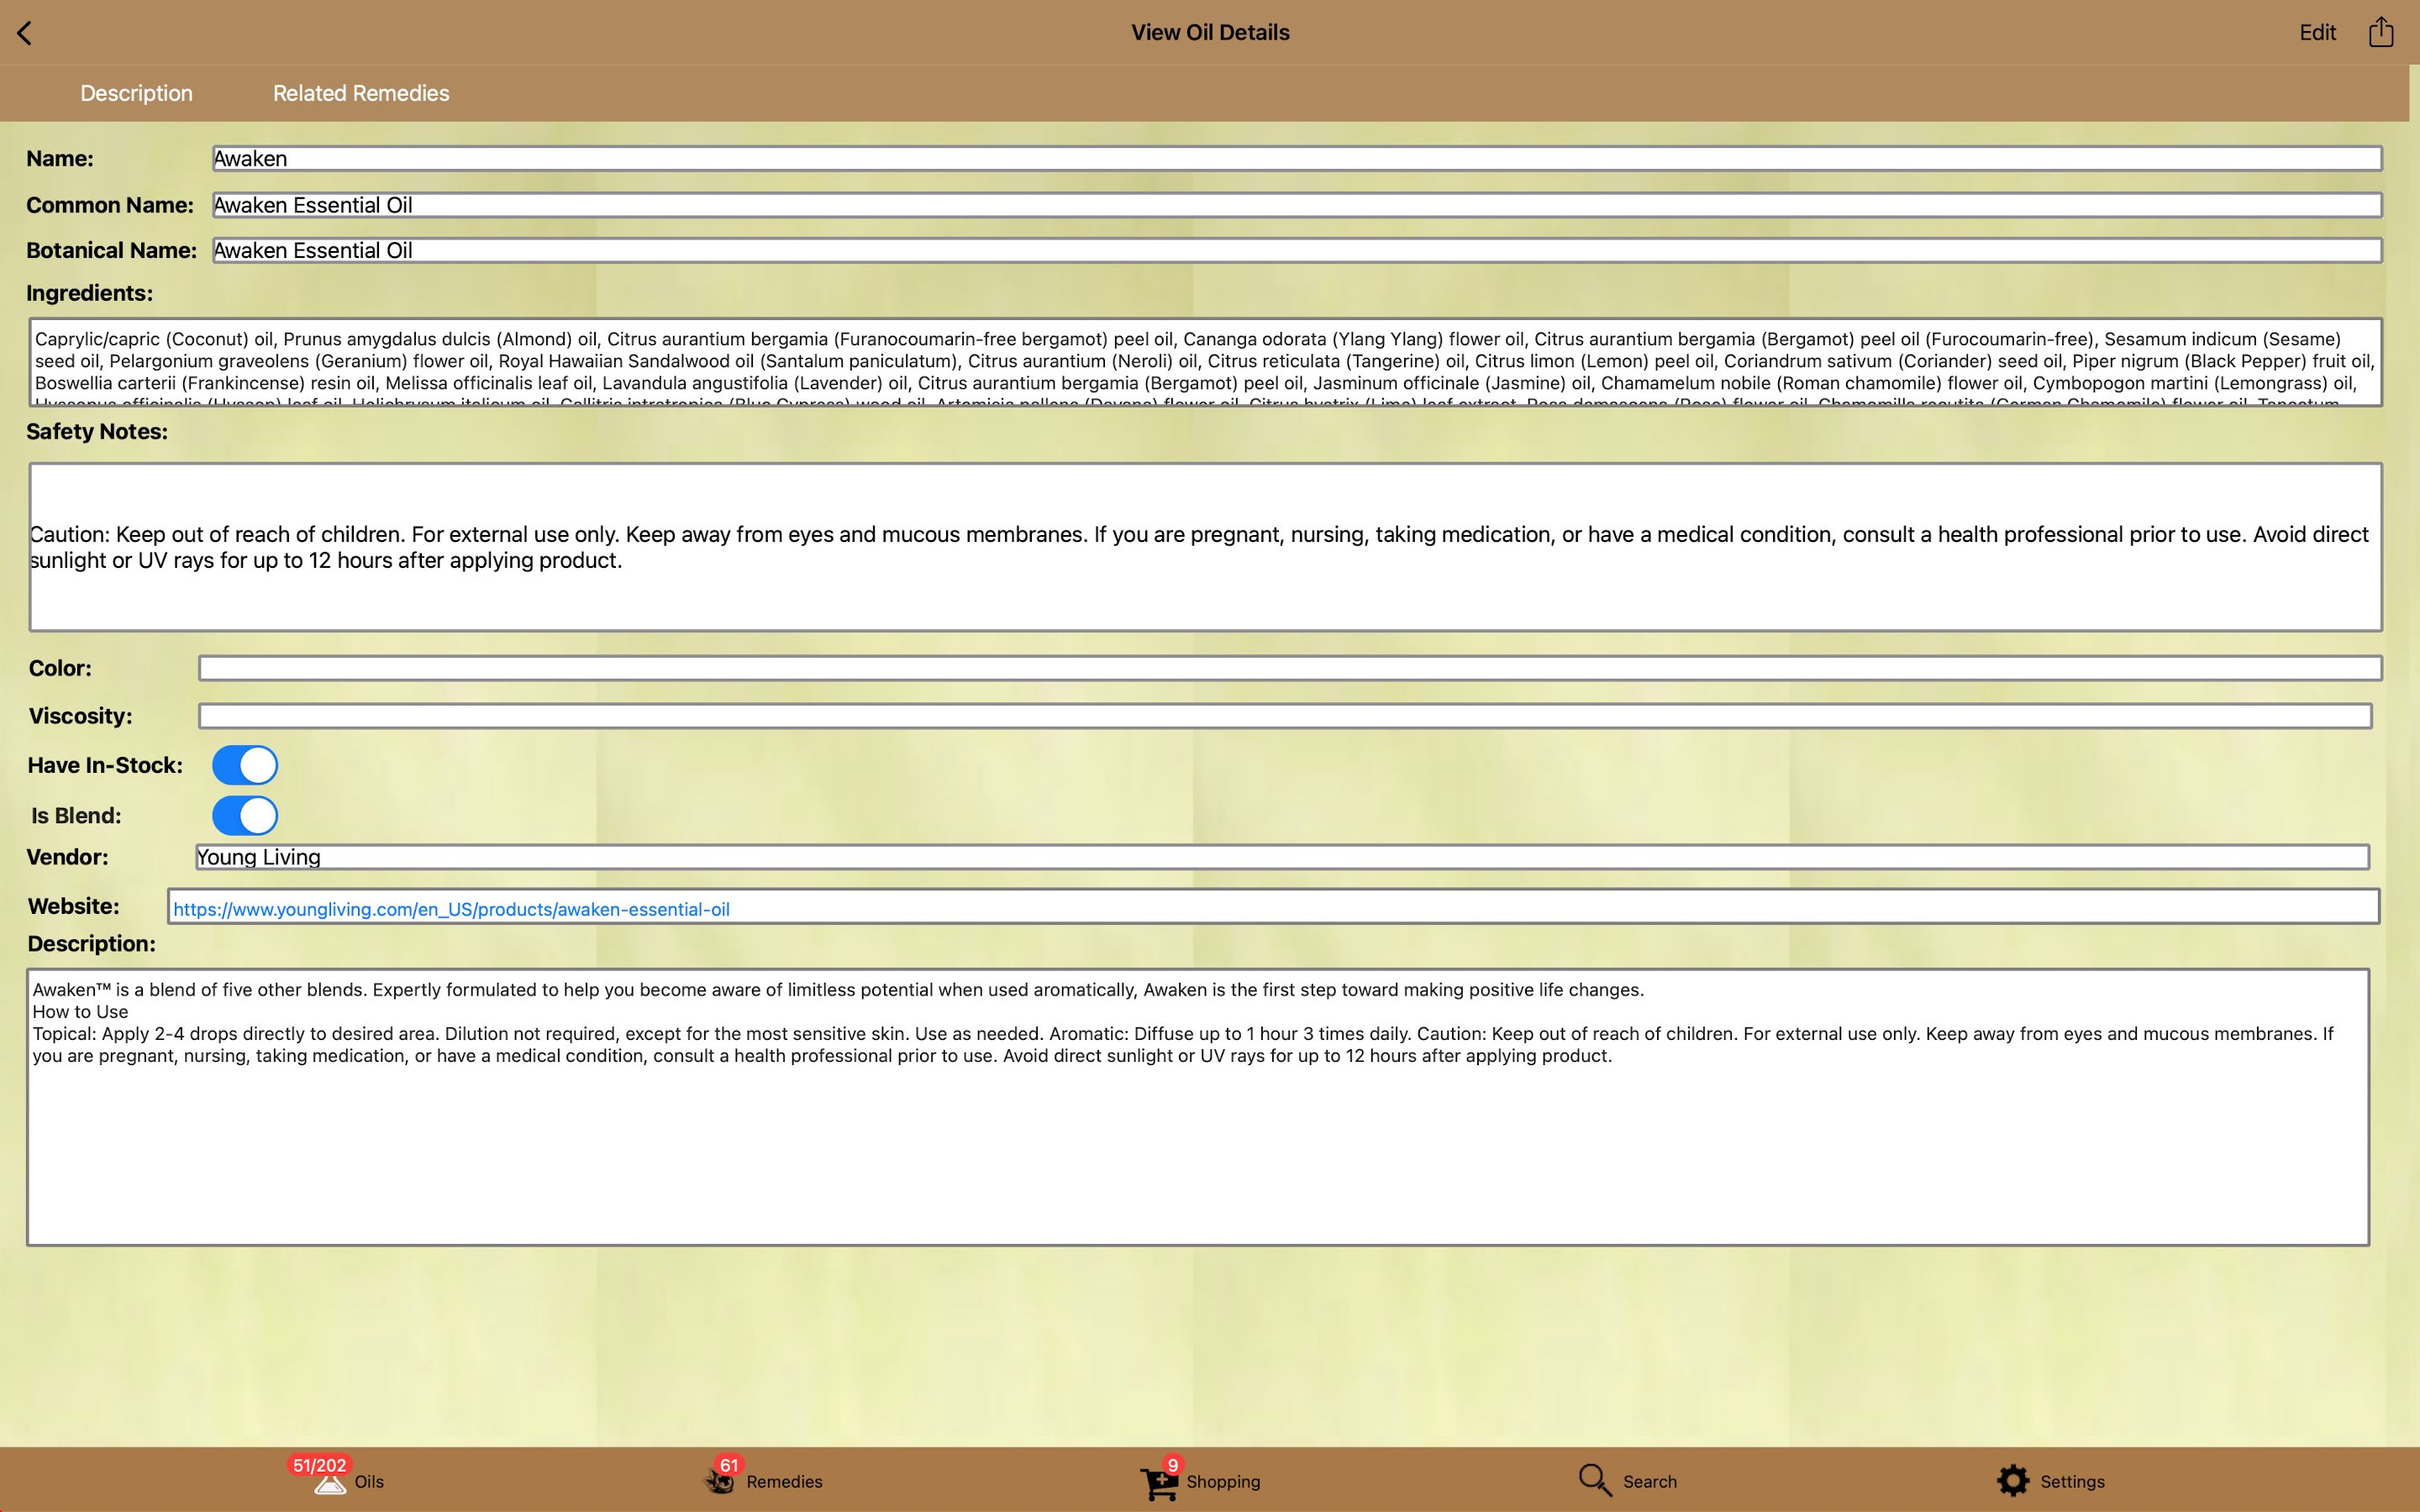 View Oil Details
Edit
Description
Related Remedies
Name:
Awaken
Common Name:
Awaken Essential Oil
Botanical Name:
Awaken Essential Oil
Ingredients:
Caprylic/capric (Coconut) oil, Prunus amygdalus dulcis (Almond) oil, Citrus aurantium bergamia (Furanocoumarin-free bergamot) peel oil, Cananga odorata (Ylang Ylang) flower oil, Citrus aurantium bergamia (Bergamot) peel oil (Furocoumarin-free), Sesamum indicum (Sesame)
seed oil, Pelargonium graveolens (Geranium) flower oil, Royal Hawaiian Sandalwood oil (Santalum paniculatum), Citrus aurantium (Neroli) oil, Citrus reticulata (Tangerine) oil, Citrus limon (Lemon) peel oil, Coriandrum sativum (Coriander) seed oil, Piper nigrum (Black Pepper) fruit oil,
Boswellia carterii (Frankincense) resin oil, Melissa officinalis leaf oil, Lavandula angustifolia (Lavender) oil, Citrus aurantium bergamia (Bergamot) peel oil, Jasminum officinale (Jasmine) oil, Chamamelum nobile (Roman chamomile) flower oil, Cymbopogon martini (Lemongrass) oil,
Safety Notes:
Caution: Keep out of reach of children. For external use only. Keep away from eyes and mucous membranes. If you are pregnant, nursing, taking medication, or have a medical condition, consult a health professional prior to use. Avoid direct
sunlight or UV rays for up to 12 hours after applying product.
Color:
Viscosity:
Have In-Stock:
Is Blend:
Vendor:
Young Living
Website:
https://www.youngliving.com/en_US/products/awaken-essential-oil
Description:
Awaken™ is a blend of five other blends. Expertly formulated to help you become aware of limitless potential when used aromatically, Awaken is the first step toward making positive life changes.
How to Use
Topical: Apply 2-4 drops directly to desired area. Dilution not required, except for the most sensitive skin. Use as needed. Aromatic: Diffuse up to 1 hour 3 times daily. Caution: Keep out of reach of children. For external use only. Keep away from eyes and mucous membranes. If
you are pregnant, nursing, taking medication, or have a medical condition, consult a health professional prior to use. Avoid direct sunlight or UV rays for up to 12 hours after applying product.
51/202
Oils
61
Remedies
9
Shopping
Search
Settings